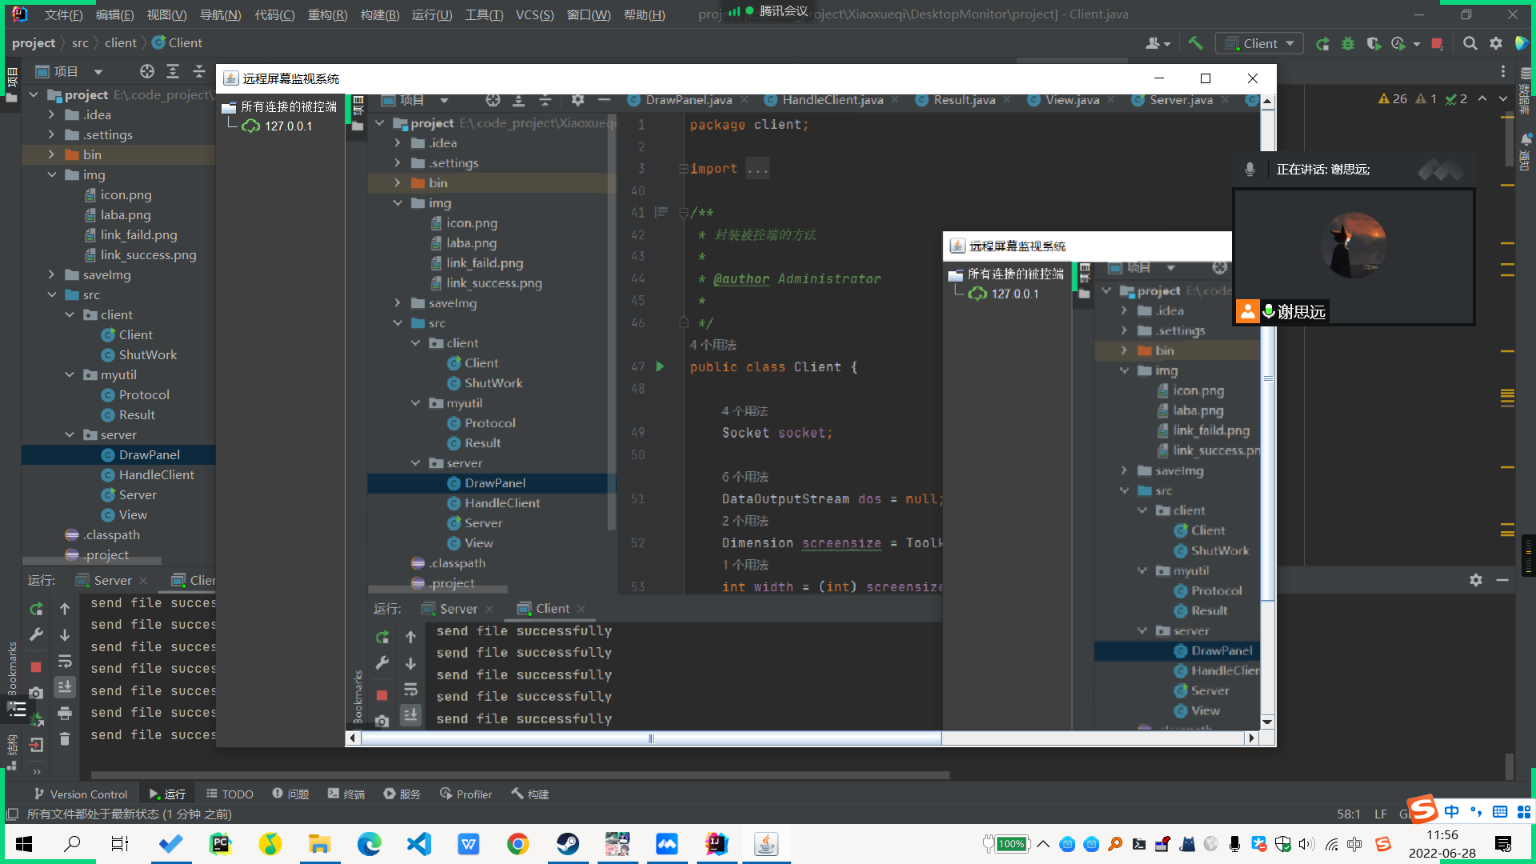 文件(F) 编辑(E) 视图(V) 导航(N) 代码(C) 重构(R) 构建(B) 运行(U) 工具(T) VCS(S) 窗口(W) 帮助(H)
腾讯会议
\project\Xiaoxueqi\DesktopMonitor\project] - Client.java
project
src
client
Client
Client
项目
项目
project E:\.code_project\
.idea
.settings
bin
img
icon.png
laba.png
link_faild.png
link_success.png
saveImg
src
client
Client
ShutWork
myutil
Protocol
Result
server
DrawPanel
HandleClient
Server
View
.classpath
.project
远程屏幕监视系统
所有连接的被控端
127.0.0.1
项目
DrawPanel.java
HandleClient.java
Result.java
View.java
Server.java
project E:\.code_project\Xiaoxueqi
.idea
.settings
bin
img
icon.png
laba.png
link_faild.png
link_success.png
saveImg
src
client
Client
ShutWork
myutil
Protocol
Result
server
DrawPanel
HandleClient
Server
View
.classpath
.project
1 package client;
2
3 import ...
40
41 /**
42 * 封装被控端的方法
43 *
44 * @author Administrator
45 *
46 */
4 个用法
47 public class Client {
48
4 个用法
49 Socket socket;
50
6 个用法
51 DataOutputStream dos = null;
2 个用法
52 Dimension screensize = Toolk
1 个用法
53 int width = (int) screensize
运行: Server Client
send file successfully
send file successfully
send file successfully
send file successfully
send file successfully
Bookmarks
远程屏幕监视系统
所有连接的被控端
127.0.0.1
项目
project E:\.code
.idea
.settings
bin
img
icon.png
laba.png
link_faild.png
link_success.pn
saveImg
src
client
Client
ShutWork
myutil
Protocol
Result
server
DrawPanel
HandleClien
Server
View
26 1 2
数据库
通知
正在讲话: 谢思远;
谢思远
运行: Server Clien
send file succes
send file succes
send file succes
send file succes
send file succes
send file succes
send file succes
Bookmarks
结构
Version Control 运行 TODO 问题 终端 服务 Profiler 构建
所有文件都处于最新状态 (1 分钟 之前)
58:1 LF
中
100%
中
11:56
2022-06-28